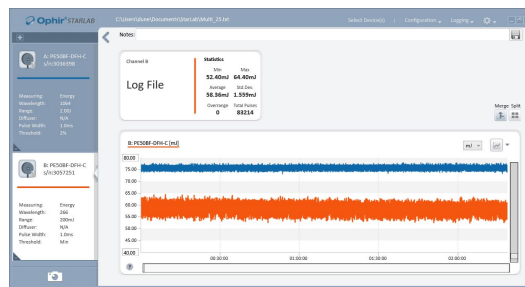 Ophir STARLAB
C:\Users\dunel\Documents\StarLab\Multi_25.txt
Select Device(s) | Configuration Logging
Notes:
A: PE50BF-DFH-C
s/n:3036398
Measuring: Energy
Wavelength: 1064
Range: 2.00J
Diffuser: N/A
Pulse Width: 1.0ms
Threshold: 2%
B: PE50BF-DFH-C
s/n:3057251
Measuring: Energy
Wavelength: 266
Range: 200mJ
Diffuser: N/A
Pulse Width: 1.0ms
Threshold: Min
Channel B
Log File
Statistics
Min Max
52.40mJ 64.40mJ
Average Std.Dev.
58.36mJ 1.559mJ
Overrange Total Pulses
0 83214
Merge Split
B: PE50BF-DFH-C [mJ]
mJ
80.00
75.00
70.00
65.00
60.00
55.00
50.00
45.00
40.00
00:30:00 01:00:00 01:30:00 02:00:00
?